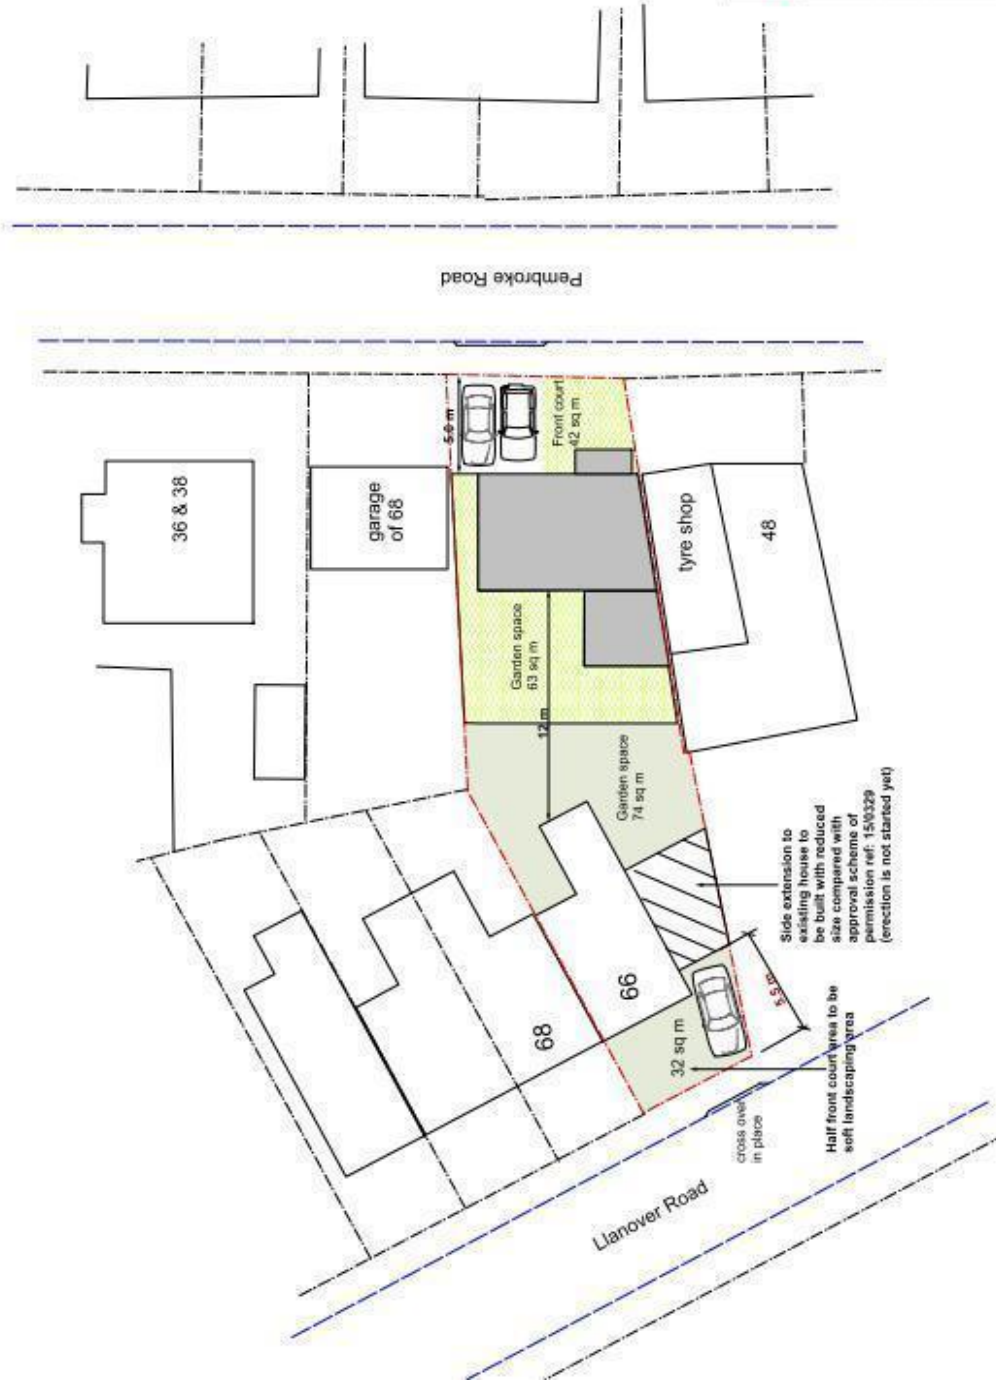 Pembroke Road
36 & 38
garage
of 68
5.0 m
Front court
42 sq m
tyre shop
48
Garden space
63 sq m
12 m
Garden space
74 sq m
Side extension to
existing house to
be built with reduced
size compared with
approval scheme of
permission ref: 15/0329
(erection is not started yet)
68
66
5.5 m
32 sq m
Half front court area to be
soft landscaping area
cross over
in place
Llanover Road